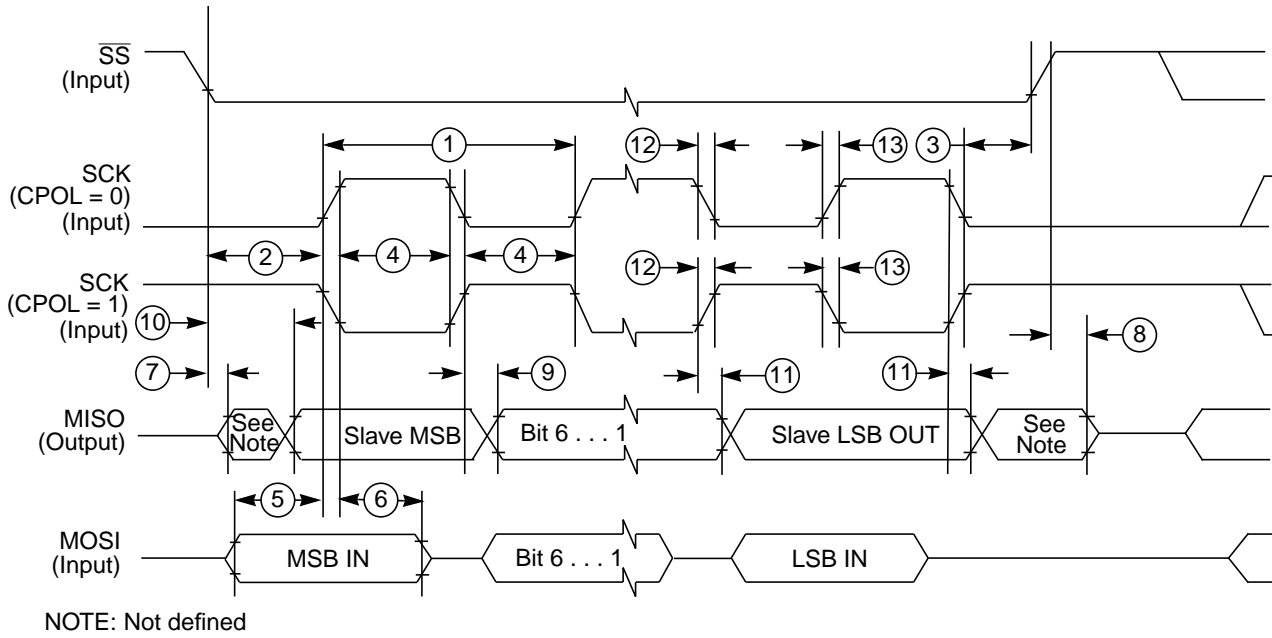 SS
(Input)
1
12
13
3
SCK
(CPOL = 0)
(Input)
2
4
4
12
13
SCK
(CPOL = 1)
(Input)
10
8
7
9
11
11
MISO
(Output)
See
Note
Slave MSB
Bit 6 . . . 1
Slave LSB OUT
See
Note
5
6
MOSI
(Input)
MSB IN
Bit 6 . . . 1
LSB IN
NOTE: Not defined